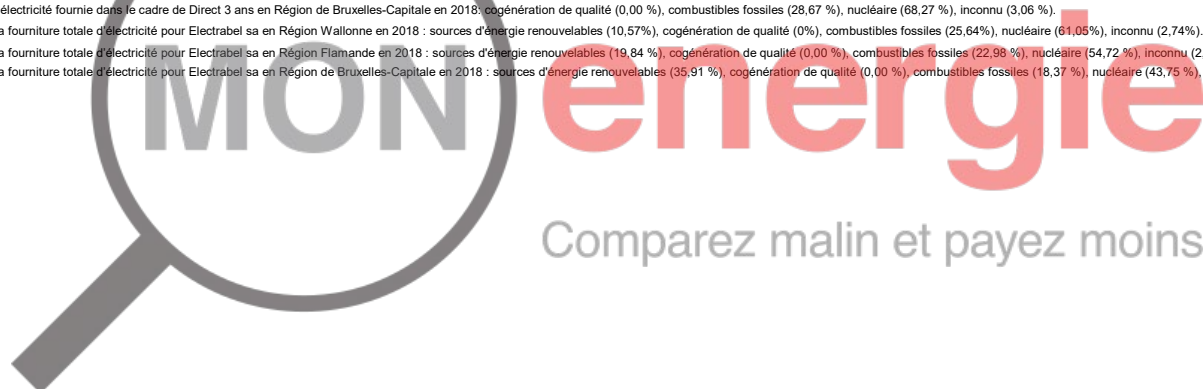 électricité fournie dans le cadre de Direct 3 ans en Région de Bruxelles-Capitale en 2018: cogénération de qualité (0,00 %), combustibles fossiles (28,67 %), nucléaire (68,27 %), inconnu (3,06 %).
a fourniture totale d'électricité pour Electrabel sa en Région Wallonne en 2018 : sources d'énergie renouvelables (10,57%), cogénération de qualité (0%), combustibles fossiles (25,64%), nucléaire (61,05%), inconnu (2,74%).
a fourniture totale d'électricité pour Electrabel sa en Région Flamande en 2018 : sources d'énergie renouvelables (19,84 %), cogénération de qualité (0,00 %), combustibles fossiles (22,98 %), nucléaire (54,72 %), inconnu (2
a fourniture totale d'électricité pour Electrabel sa en Région de Bruxelles-Capitale en 2018 : sources d'énergie renouvelables (35,91 %), cogénération de qualité (0,00 %), combustibles fossiles (18,37 %), nucléaire (43,75 %),
MON energie
Comparez malin et payez moins